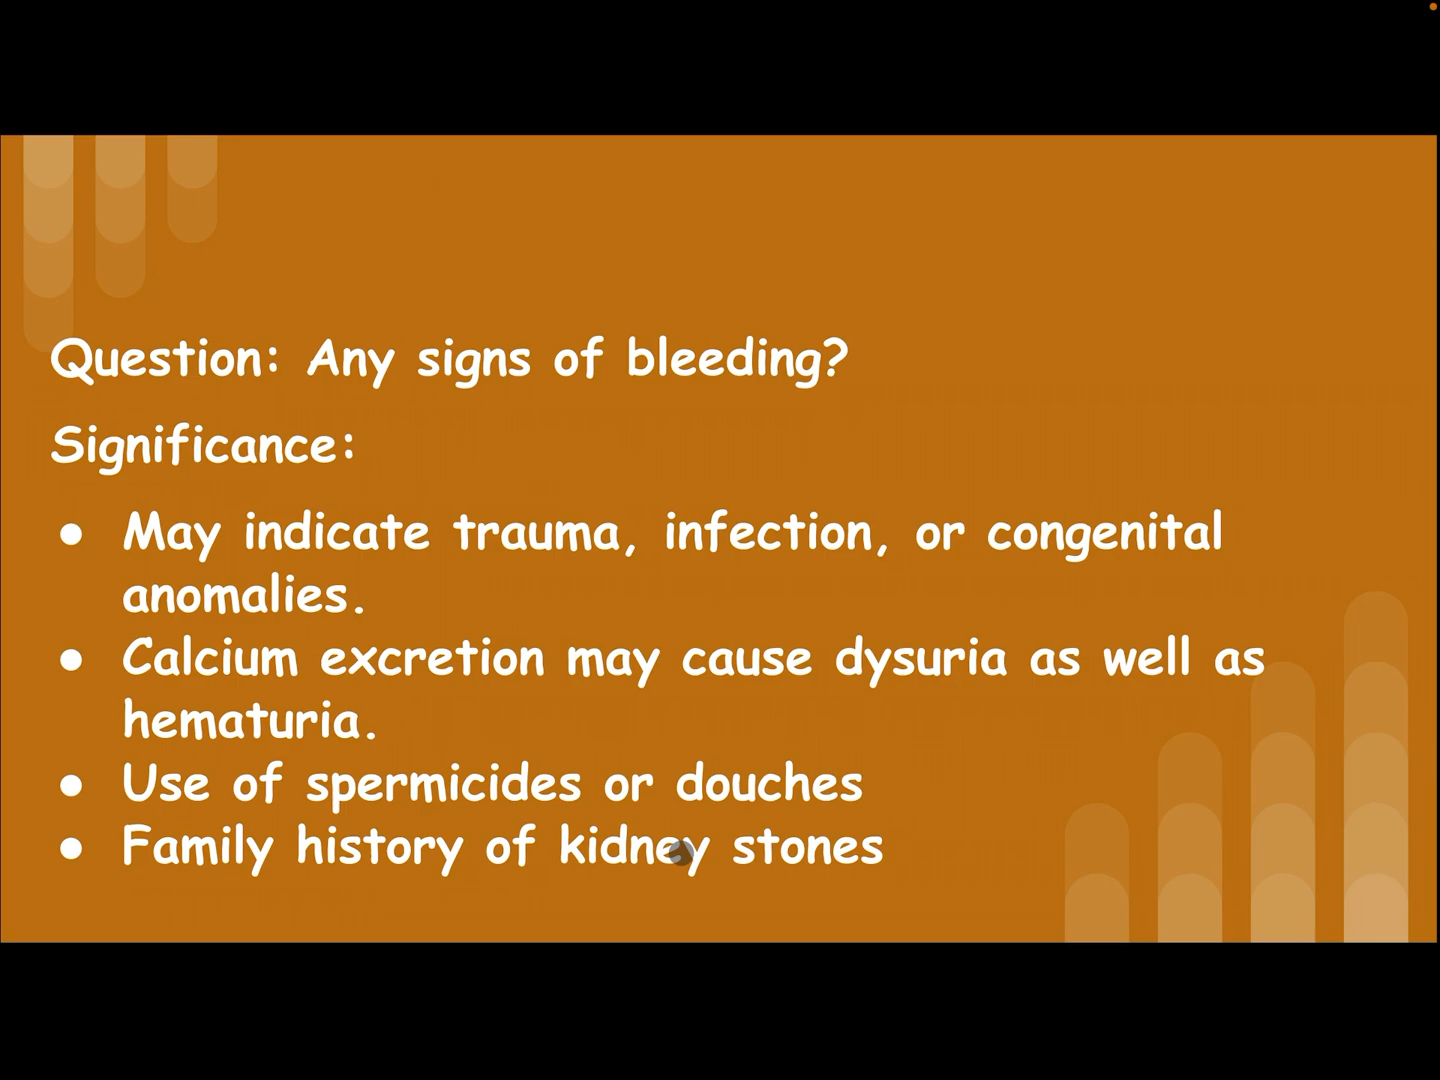 Question: Any signs of bleeding?
Significance:
● May indicate trauma, infection, or congenital
anomalies.
● Calcium excretion may cause dysuria as well as
hematuria.
● Use of spermicides or douches
● Family history of kidney stones